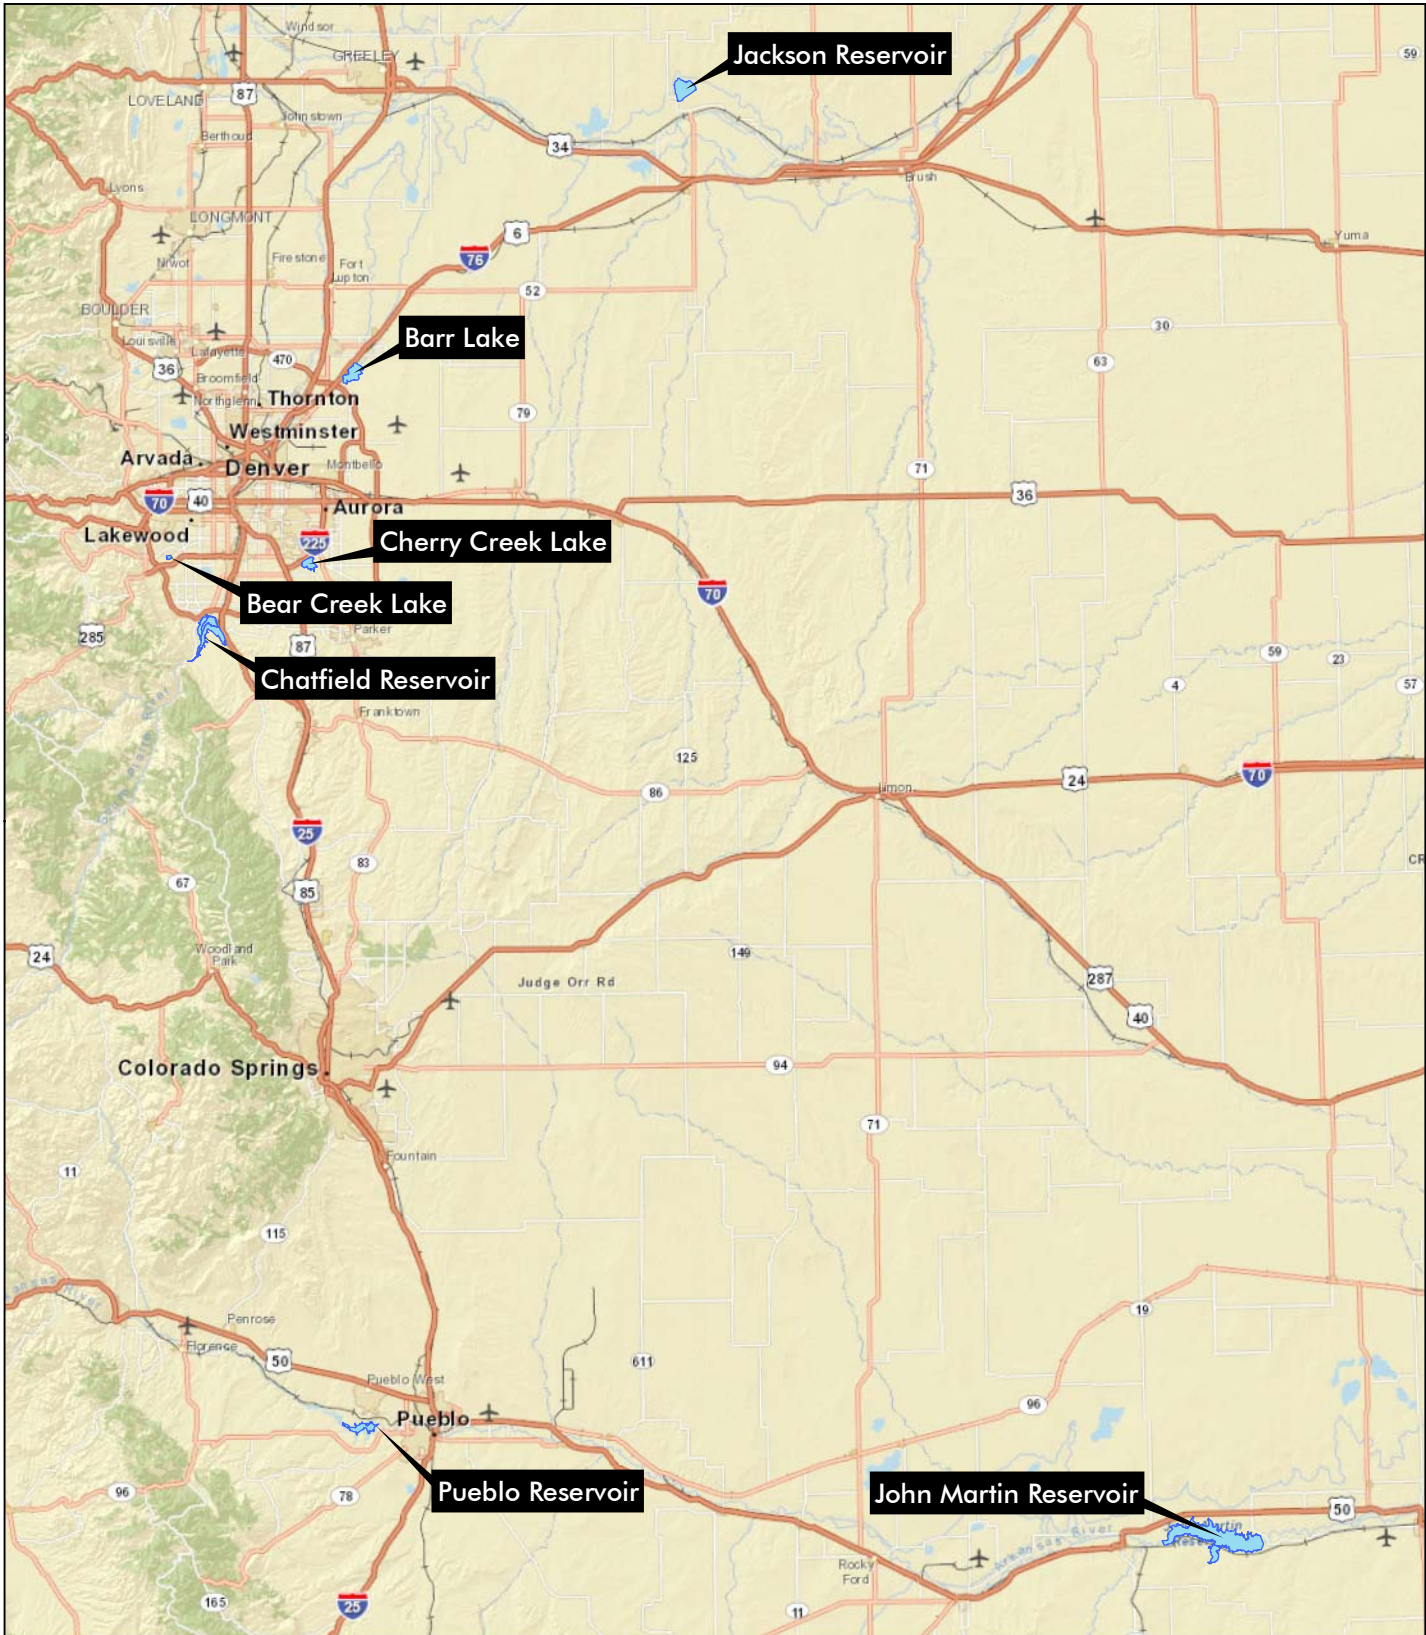 Windsor
GREELEY
Jackson Reservoir
59
LOVELAND
87
Johnstown
Berthoud
34
Lyons
Brush
LONGMONT
6
Yuma
Niwot
Firestone
Fort
Lupton
76
52
BOULDER
30
Louisville
Lafayette
470
Barr Lake
36
63
Broomfield
Northglenn
Thornton
79
Westminster
Arvada
Denver
Montbello
71
70
40
Aurora
36
Lakewood
225
Cherry Creek Lake
70
Bear Creek Lake
285
87
Parker
59
23
Chatfield Reservoir
4
57
Franktown
125
24
70
86
Limon
25
83
CR
67
85
24
Woodland
Park
149
Judge Orr Rd
287
40
Colorado Springs
94
71
Fountain
11
115
River
19
Penrose
Florence
50
611
Pueblo West
96
Pueblo
96
78
Pueblo Reservoir
John Martin Reservoir
50
Arkansas River
Rocky
Ford
165
25
11